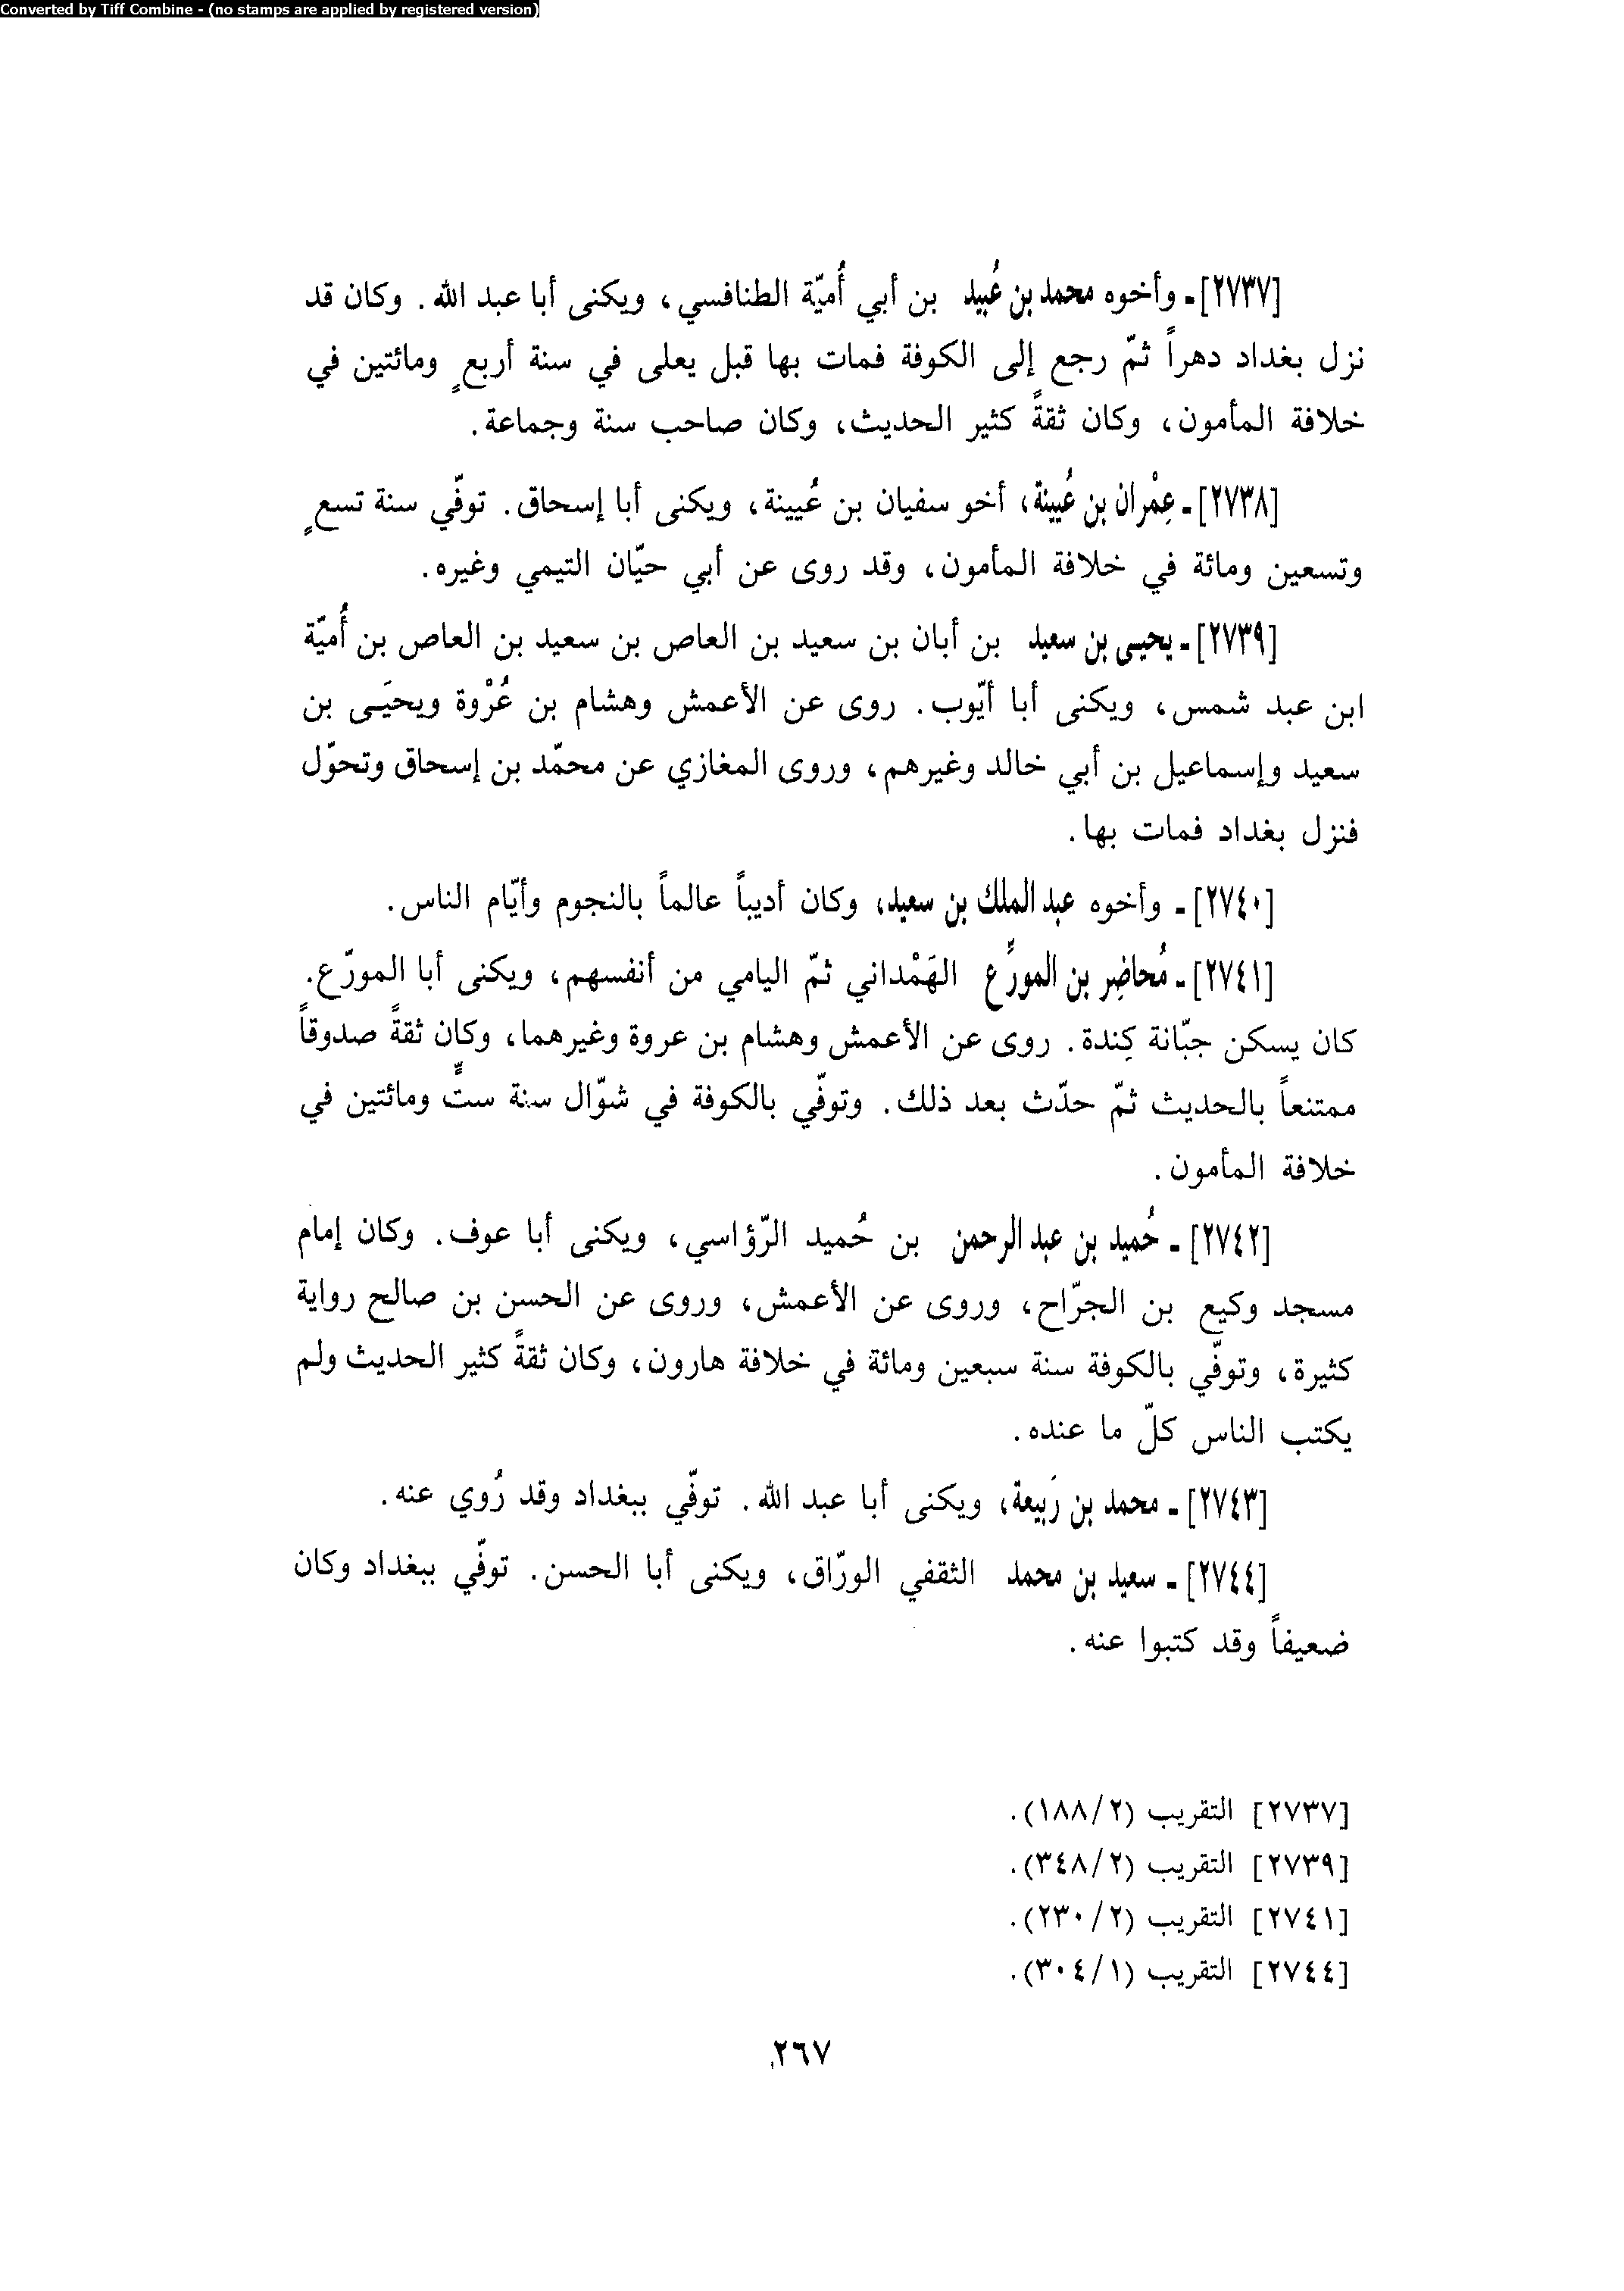 Converted by Tiff Combine - (no stamps are applied by registered version)
[٢٧٣٧]ـ وأخوه محمد بن عُبيد بن أبي أُميّة الطنافسي، ويكنى أبا عبد الله. وكان قد
نزل بغداد دهراً ثمّ رجع إلى الكوفة فمات بها قبل يعلى في سنة أربعٍ ومائتين في
خلافة المأمون، وكان ثقةً كثير الحديث، وكان صاحب سنة وجماعة.
[٢٧٣٨]ـ عِمْران بن عُيينة، أخو سفيان بن عُيينة، ويكنى أبا إسحاق. توفّي سنة تسعٍ
وتسعين ومائة في خلافة المأمون، وقد روى عن أبي حيّان التيمي وغيره.
[٢٧٣٩]ـ يحيـى بن سعيد بن أبان بن سعيد بن العاص بن سعيد بن العاص بن أُميّة
ابن عبد شمس، ويكنى أبا أيّوب. روى عن الأعمش وهشام بن عُرْوة ويحيَـى بن
سعيد وإسماعيل بن أبي خالد وغيرهم، وروى المغازي عن محمّد بن إسحاق وتحوّل
فنزل بغداد فمات بها.
[٢٧٤٠]ـ وأخوه عبد الملك بن سعيد، وكان أديباً عالماً بالنجوم وأيّام الناس.
[٢٧٤١]ـ مُحاضِر بن المورِّع الهَمْداني ثمّ اليامي من أنفسهم، ويكنى أبا المورّع.
كان يسكن جبّانة كِندة. روى عن الأعمش وهشام بن عروة وغيرهما، وكان ثقةً صدوقاً
ممتنعاً بالحديث ثمّ حدّث بعد ذلك. وتوفّي بالكوفة في شوّال سنة ستٍّ ومائتين في
خلافة المأمون.
[٢٧٤٢]ـ حُميد بن عبد الرحمن بن حُميد الرّؤاسي، ويكنى أبا عوف. وكان إمام
مسجد وكيع بن الجرّاح، وروى عن الأعمش، وروى عن الحسن بن صالح رواية
كثيرة، وتوفّي بالكوفة سنة سبعين ومائة في خلافة هارون، وكان ثقةً كثير الحديث ولم
يكتب الناس كلّ ما عنده.
[٢٧٤٣]ـ محمد بن رَبيعة، ويكنى أبا عبد الله. توفّي ببغداد وقد رُوي عنه.
[٢٧٤٤]ـ سعيد بن محمد الثقفي الورّاق، ويكنى أبا الحسن. توفّي ببغداد وكان
ضعيفاً وقد كتبوا عنه.
[٢٧٣٧] التقريب (٢/١٨٨).
[٢٧٣٩] التقريب (٢/٣٤٨).
[٢٧٤١] التقريب (٢/٢٣٠).
[٢٧٤٤] التقريب (١/٣٠٤).
٢٦٧